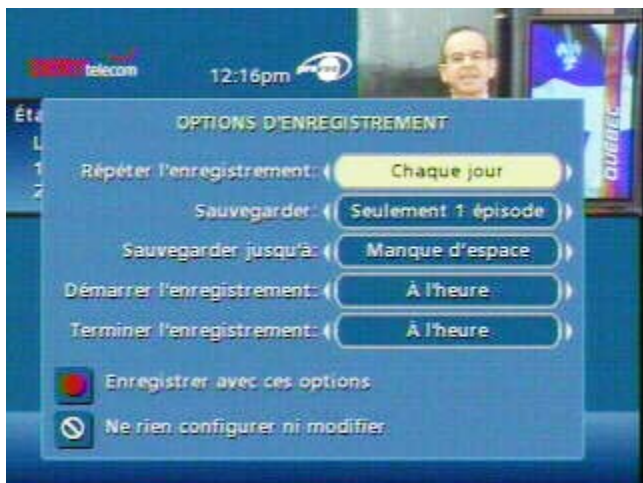 telecom
12:16pm
Éta
QUÉBEC
OPTIONS D'ENREGISTREMENT
Répéter l'enregistrement: Chaque jour
Sauvegarder: Seulement 1 épisode
Sauvegarder jusqu'à: Manque d'espace
Démarrer l'enregistrement: À l'heure
Terminer l'enregistrement: À l'heure
Enregistrer avec ces options
Ne rien configurer ni modifier